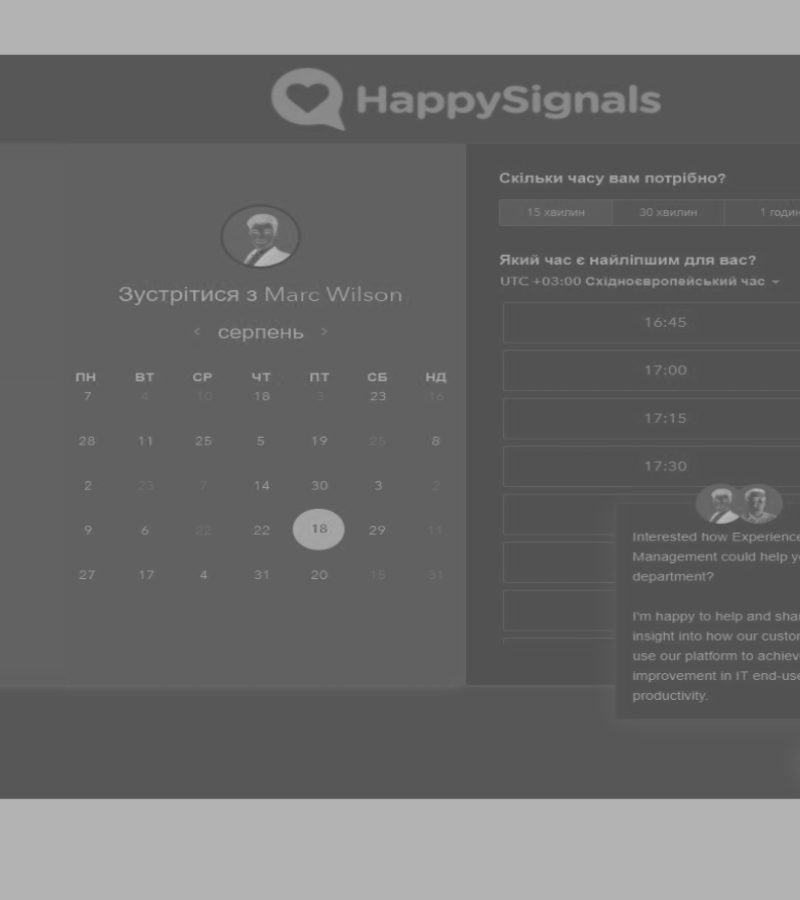 HappySignals
Зустрітися з Marc Wilson
серпень
ПН ВТ СР ЧТ ПТ СБ НД
7 4 10 18 3 23 16
28 11 25 5 19 25 8
2 23 7 14 30 3 2
9 6 22 18 29 11
27 17 4 31 20 15 31
Скільки часу вам потрібно?
15 хвилин 30 хвилин 1 годин
Який час є найліпшим для вас?
UTC +03:00 Східноєвропейський час
16:45
17:00
17:15
17:30
Interested how Experience
Management could help y
department?
I'm happy to help and shar
insight into how our custo
use our platform to achiev
improvement in IT end-use
productivity.